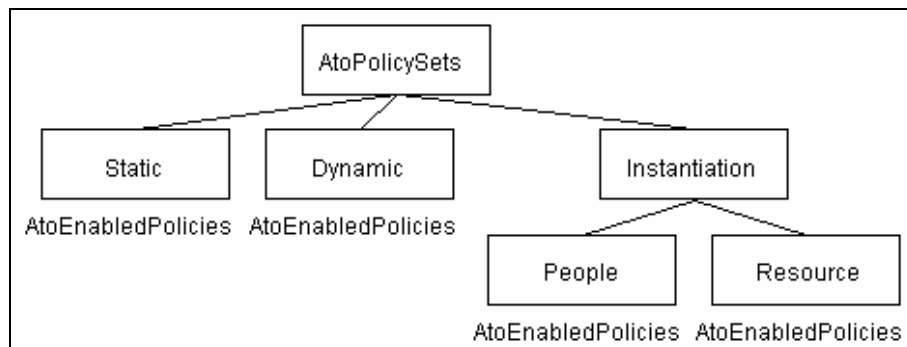 AtoPolicySets
Static
Dynamic
Instantiation
AtoEnabledPolicies
AtoEnabledPolicies
People
Resource
AtoEnabledPolicies
AtoEnabledPolicies